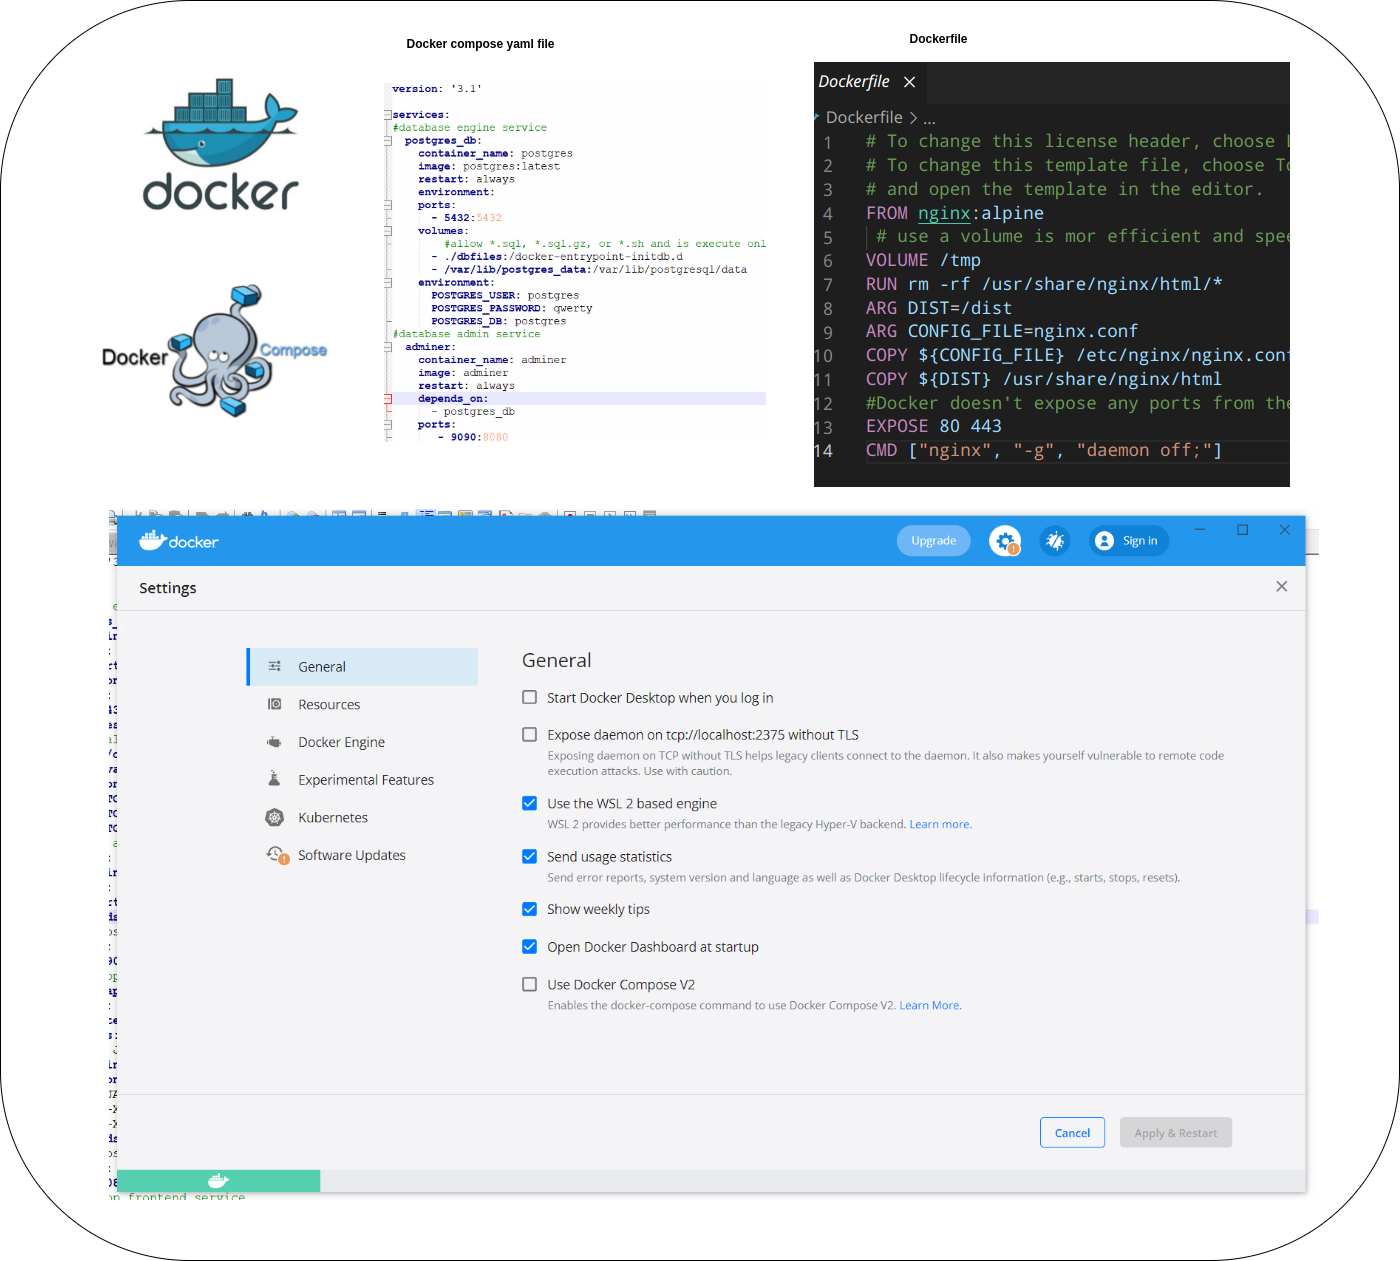 Docker compose yaml file
Dockerfile
docker
Docker Compose
version: '3.1'
services:
#database engine service
postgres_db:
container_name: postgres
image: postgres:latest
restart: always
environment:
ports:
- 5432:5432
volumes:
#allow *.sql, *.sql.gz, or *.sh and is execute onl
- ./dbfiles:/docker-entrypoint-initdb.d
- /var/lib/postgres_data:/var/lib/postgresql/data
environment:
POSTGRES_USER: postgres
POSTGRES_PASSWORD: qwerty
POSTGRES_DB: postgres
#database admin service
adminer:
container_name: adminer
image: adminer
restart: always
depends_on:
- postgres_db
ports:
- 9090:8080
Dockerfile ×
Dockerfile > ...
1 # To change this license header, choose
2 # To change this template file, choose To
3 # and open the template in the editor.
4 FROM nginx:alpine
5 # use a volume is mor efficient and spee
6 VOLUME /tmp
7 RUN rm -rf /usr/share/nginx/html/*
8 ARG DIST=/dist
9 ARG CONFIG_FILE=nginx.conf
10 COPY ${CONFIG_FILE} /etc/nginx/nginx.conf
11 COPY ${DIST} /usr/share/nginx/html
12 #Docker doesn't expose any ports from the
13 EXPOSE 80 443
14 CMD ["nginx", "-g", "daemon off;"]
docker
Upgrade
Sign in
Settings
General
Resources
Docker Engine
Experimental Features
Kubernetes
Software Updates
General
Start Docker Desktop when you log in
Expose daemon on tcp://localhost:2375 without TLS
Exposing daemon on TCP without TLS helps legacy clients connect to the daemon. It also makes yourself vulnerable to remote code
execution attacks. Use with caution.
Use the WSL 2 based engine
WSL 2 provides better performance than the legacy Hyper-V backend. Learn more.
Send usage statistics
Send error reports, system version and language as well as Docker Desktop lifecycle information (e.g., starts, stops, resets).
Show weekly tips
Open Docker Dashboard at startup
Use Docker Compose V2
Enables the docker-compose command to use Docker Compose V2. Learn More.
Cancel
Apply & Restart
frontend service